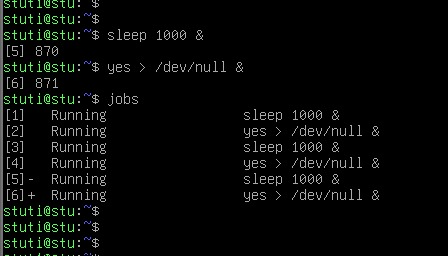 stuti@stu:~$
stuti@stu:~$
stuti@stu:~$ sleep 1000 &
[5] 870
stuti@stu:~$ yes > /dev/null &
[6] 871
stuti@stu:~$ jobs
[1]   Running                 sleep 1000 &
[2]   Running                 yes > /dev/null &
[3]   Running                 sleep 1000 &
[4]   Running                 yes > /dev/null &
[5]-  Running                 sleep 1000 &
[6]+  Running                 yes > /dev/null &
stuti@stu:~$
stuti@stu:~$
stuti@stu:~$
stuti@stu:~$